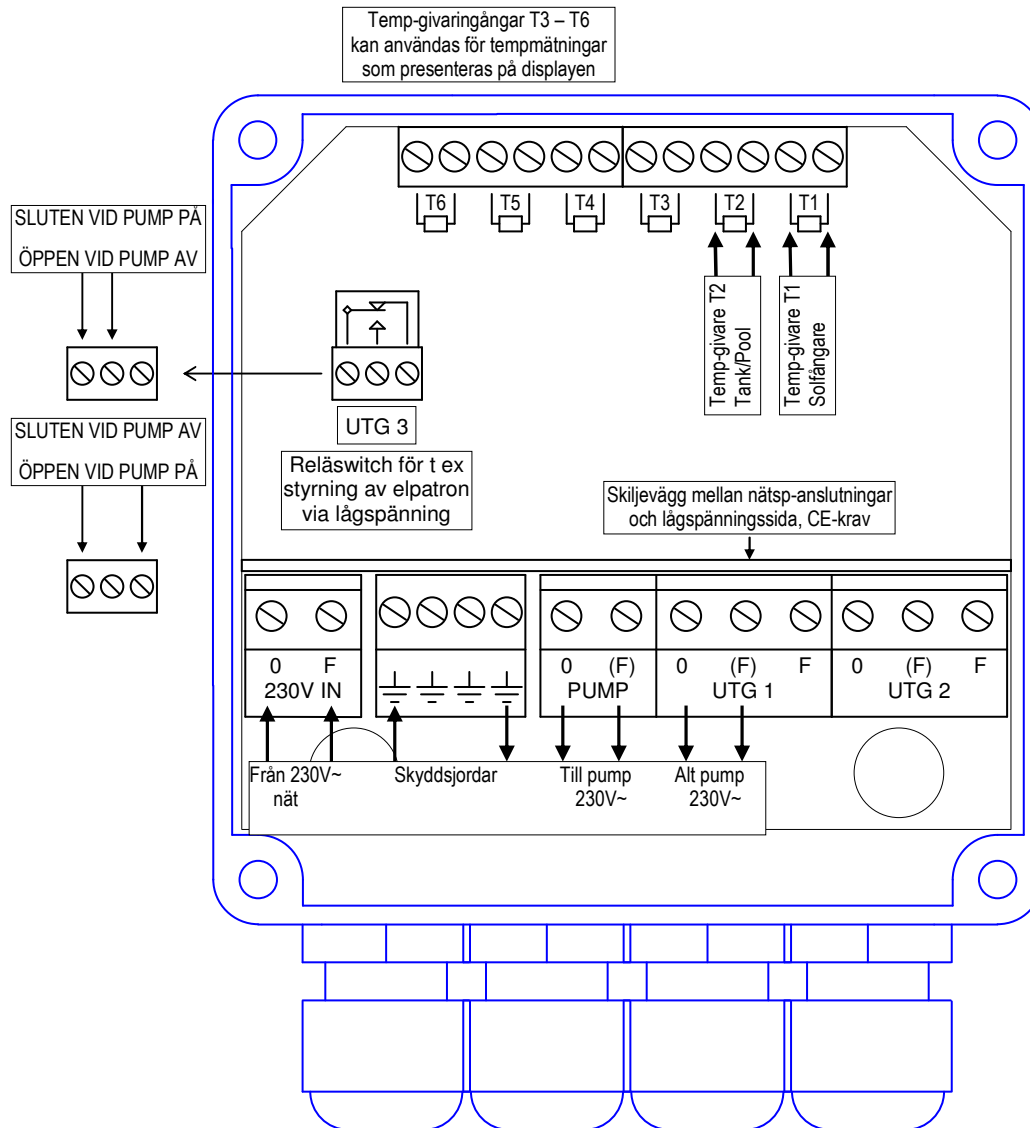 Temp-givaringångar T3 – T6
kan användas för tempmätningar
som presenteras på displayen
T6
T5
T4
T3
T2
T1
SLUTEN VID PUMP PÅ
ÖPPEN VID PUMP AV
Temp-givare T2
Tank/Pool
Temp-givare T1
Solfångare
UTG 3
SLUTEN VID PUMP AV
ÖPPEN VID PUMP PÅ
Reläswitch för t ex
styrning av elpatron
via lågspänning
Skiljevägg mellan nätsp-anslutningar
och lågspänningssida, CE-krav
0 F
230V IN
0 (F)
PUMP
0 (F) F
UTG 1
0 (F) F
UTG 2
Från 230V~
nät
Skyddsjordar
Till pump
230V~
Alt pump
230V~